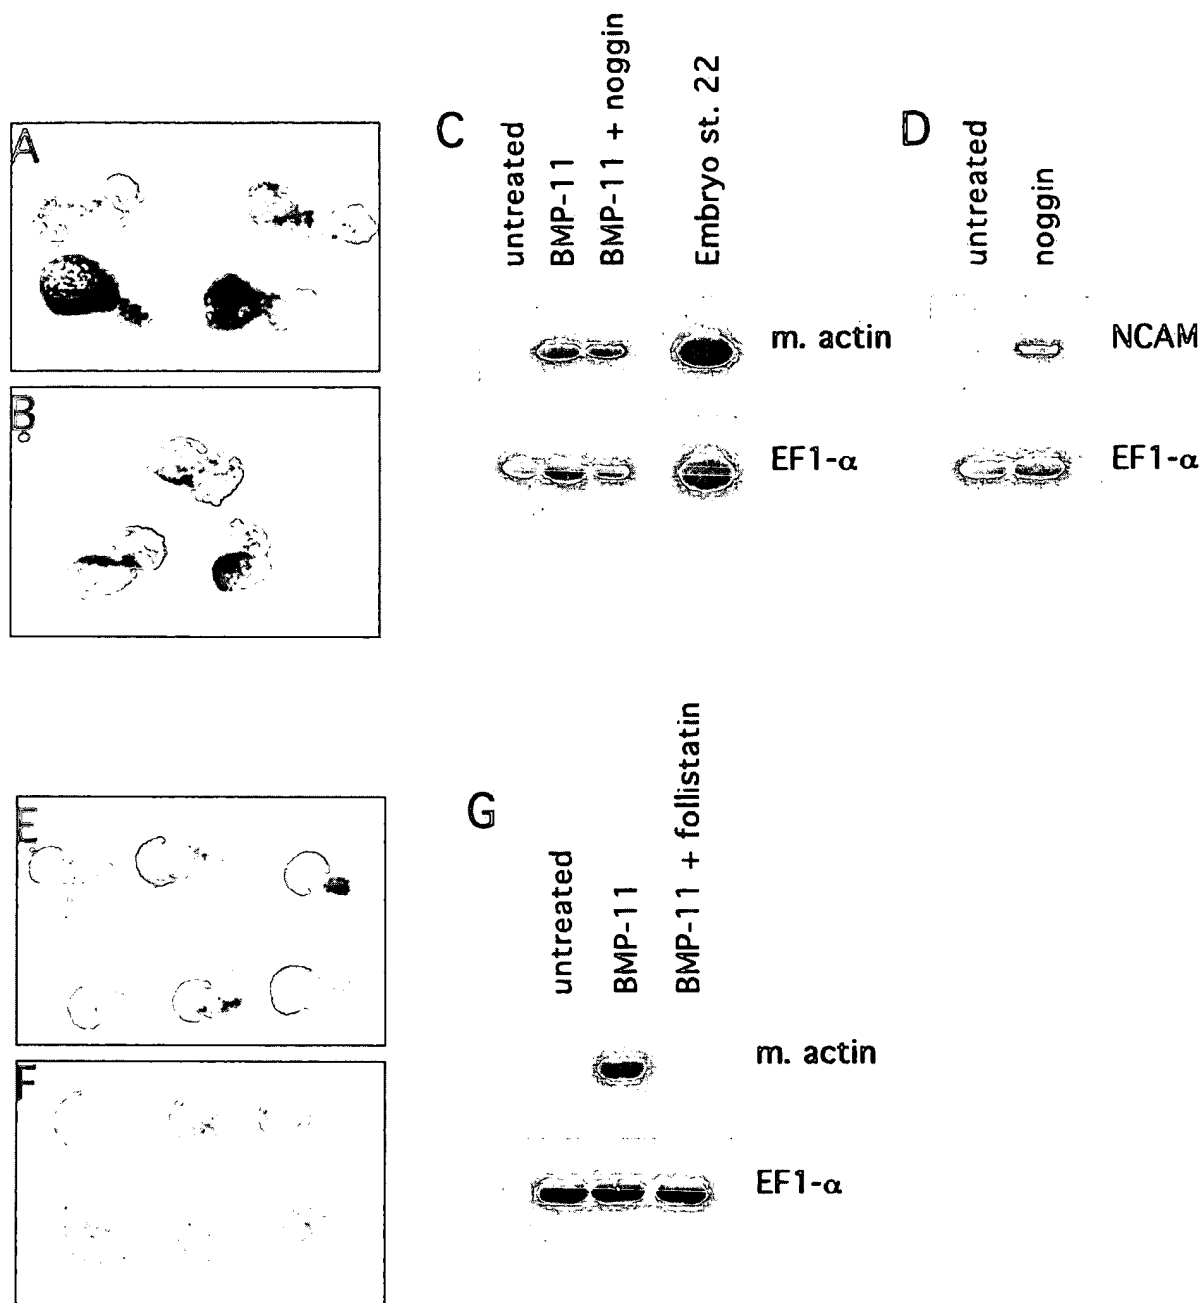 A
B
C
untreated
BMP-11
BMP-11 + noggin
Embryo st. 22
m. actin
EF1-α
D
untreated
noggin
NCAM
EF1-α
E
F
G
untreated
BMP-11
BMP-11 + follistatin
m. actin
EF1-α